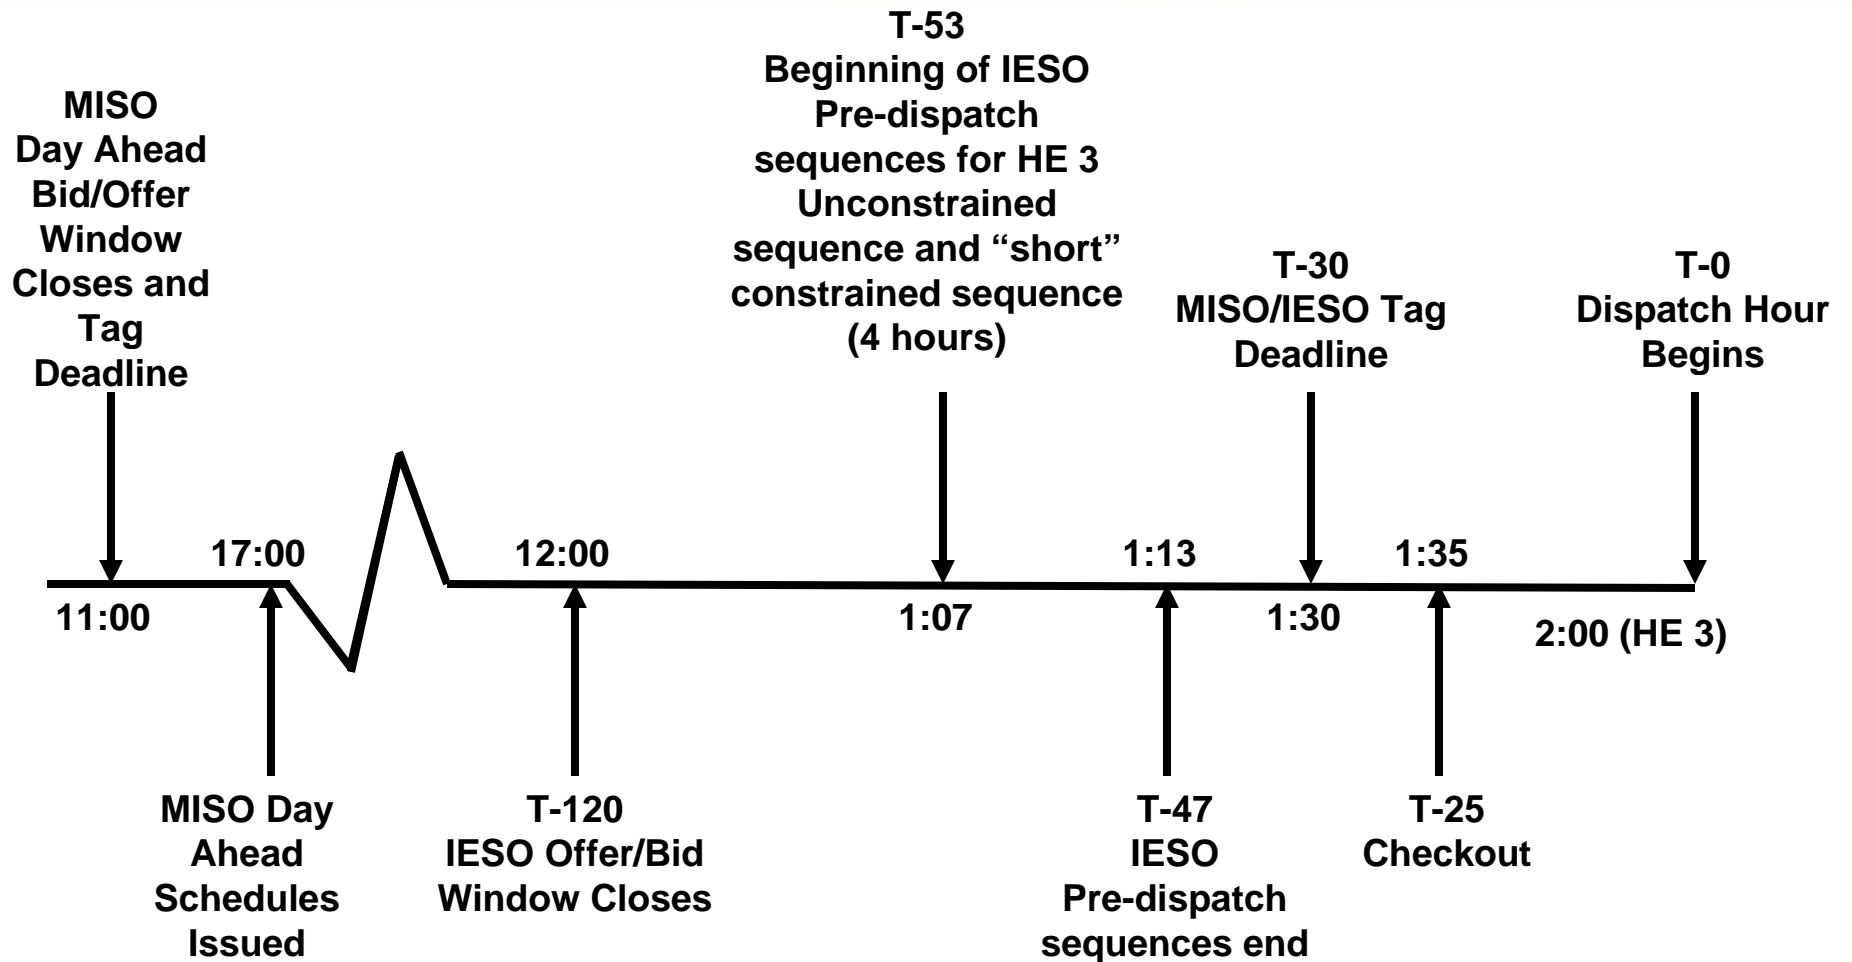 MISO
Day Ahead
Bid/Offer
Window
Closes and
Tag
Deadline
T-53
Beginning of IESO
Pre-dispatch
sequences for HE 3
Unconstrained
sequence and “short”
constrained sequence
(4 hours)
T-30
MISO/IESO Tag
Deadline
T-0
Dispatch Hour
Begins
17:00
12:00
1:13
1:35
11:00
1:07
1:30
2:00 (HE 3)
MISO Day
Ahead
Schedules
Issued
T-120
IESO Offer/Bid
Window Closes
T-47
IESO
Pre-dispatch
sequences end
T-25
Checkout